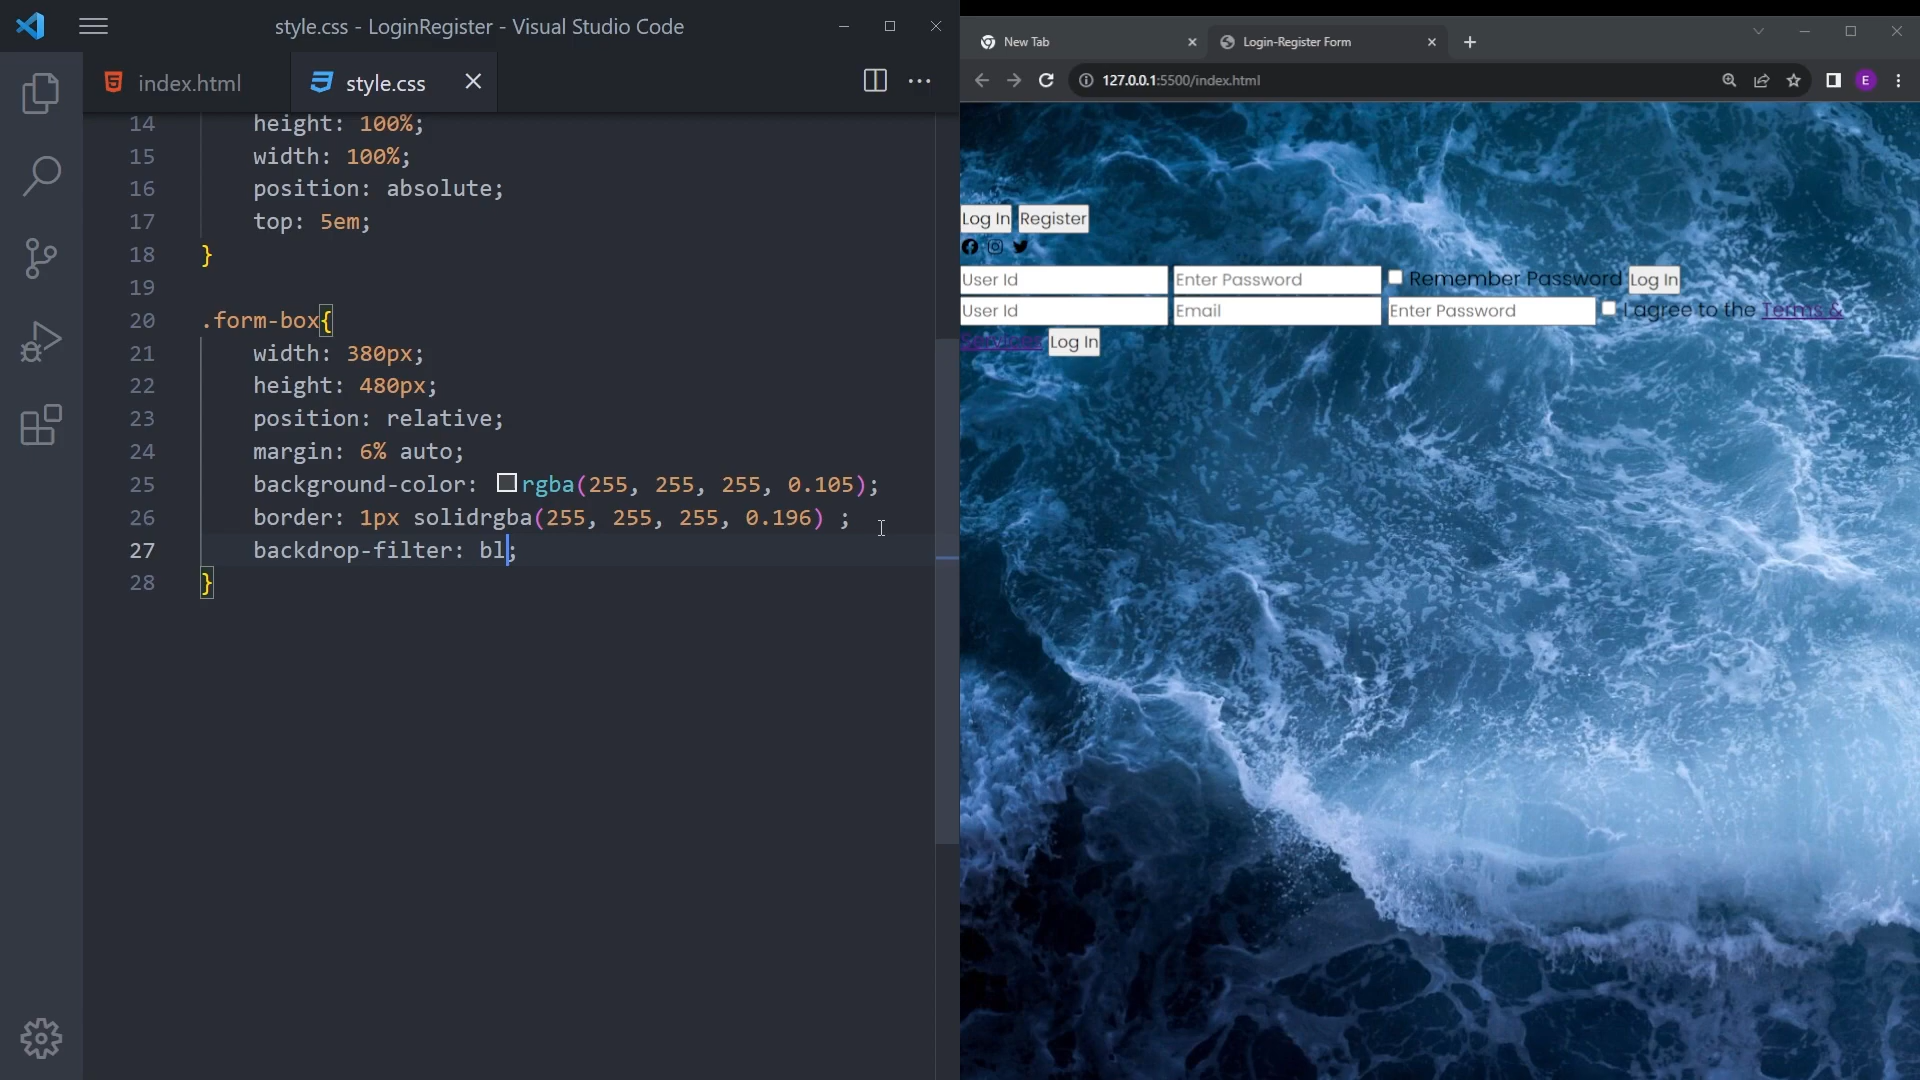 style.css - LoginRegister - Visual Studio Code
index.html
style.css
14 height: 100%;
15 width: 100%;
16 position: absolute;
17 top: 5em;
18 }
19
20 .form-box{
21 width: 380px;
22 height: 480px;
23 position: relative;
24 margin: 6% auto;
25 background-color: rgba(255, 255, 255, 0.105);
26 border: 1px solidrgba(255, 255, 255, 0.196) ;
27 backdrop-filter: bl;
28 }
New Tab
Login-Register Form
127.0.0.1:5500/index.html
E
Log In Register
User Id Enter Password Remember Password Log In
User Id Email Enter Password I agree to the Terms &
Services Log In